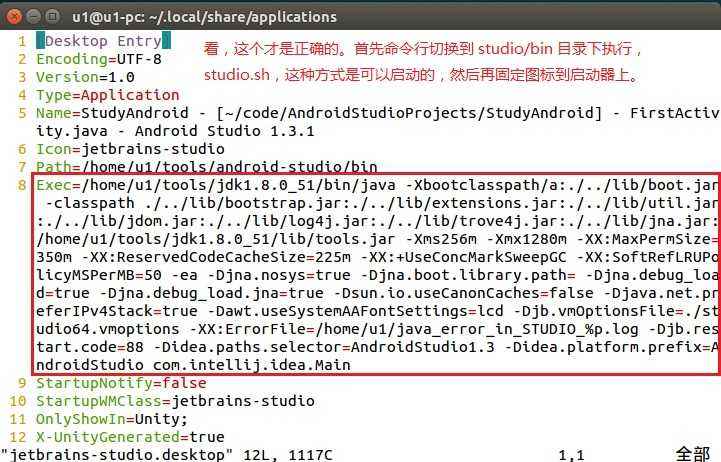 u1@u1-pc: ~/.local/share/applications
1 [Desktop Entry]
看，这个才是正确的。首先命令行切换到 studio/bin 目录下执行，
2 Encoding=UTF-8
studio.sh，这种方式是可以启动的，然后再固定图标到启动器上。
3 Version=1.0
4 Type=Application
5 Name=StudyAndroid - [~/code/AndroidStudioProjects/StudyAndroid] - FirstActiv
ity.java - Android Studio 1.3.1
6 Icon=jetbrains-studio
7 Path=/home/u1/tools/android-studio/bin
8 Exec=/home/u1/tools/jdk1.8.0_51/bin/java -Xbootclasspath/a:./../lib/boot.jar
-classpath ./../lib/bootstrap.jar:./../lib/extensions.jar:./../lib/util.jar
:./../lib/jdom.jar:./../lib/log4j.jar:./../lib/trove4j.jar:./../lib/jna.jar:
/home/u1/tools/jdk1.8.0_51/lib/tools.jar -Xms256m -Xmx1280m -XX:MaxPermSize=
350m -XX:ReservedCodeCacheSize=225m -XX:+UseConcMarkSweepGC -XX:SoftRefLRUPo
licyMSPerMB=50 -ea -Djna.nosys=true -Djna.boot.library.path= -Djna.debug_loa
d=true -Djna.debug_load.jna=true -Dsun.io.useCanonCaches=false -Djava.net.pr
eferIPv4Stack=true -Dawt.useSystemAAFontSettings=lcd -Djb.vmOptionsFile=./st
udio64.vmoptions -XX:ErrorFile=/home/u1/java_error_in_STUDIO_%p.log -Djb.res
tart.code=88 -Didea.paths.selector=AndroidStudio1.3 -Didea.platform.prefix=A
ndroidStudio com.intellij.idea.Main
9 StartupNotify=false
10 StartupWMClass=jetbrains-studio
11 OnlyShowIn=Unity;
12 X-UnityGenerated=true
"jetbrains-studio.desktop" 12L, 1117C 1,1 全部